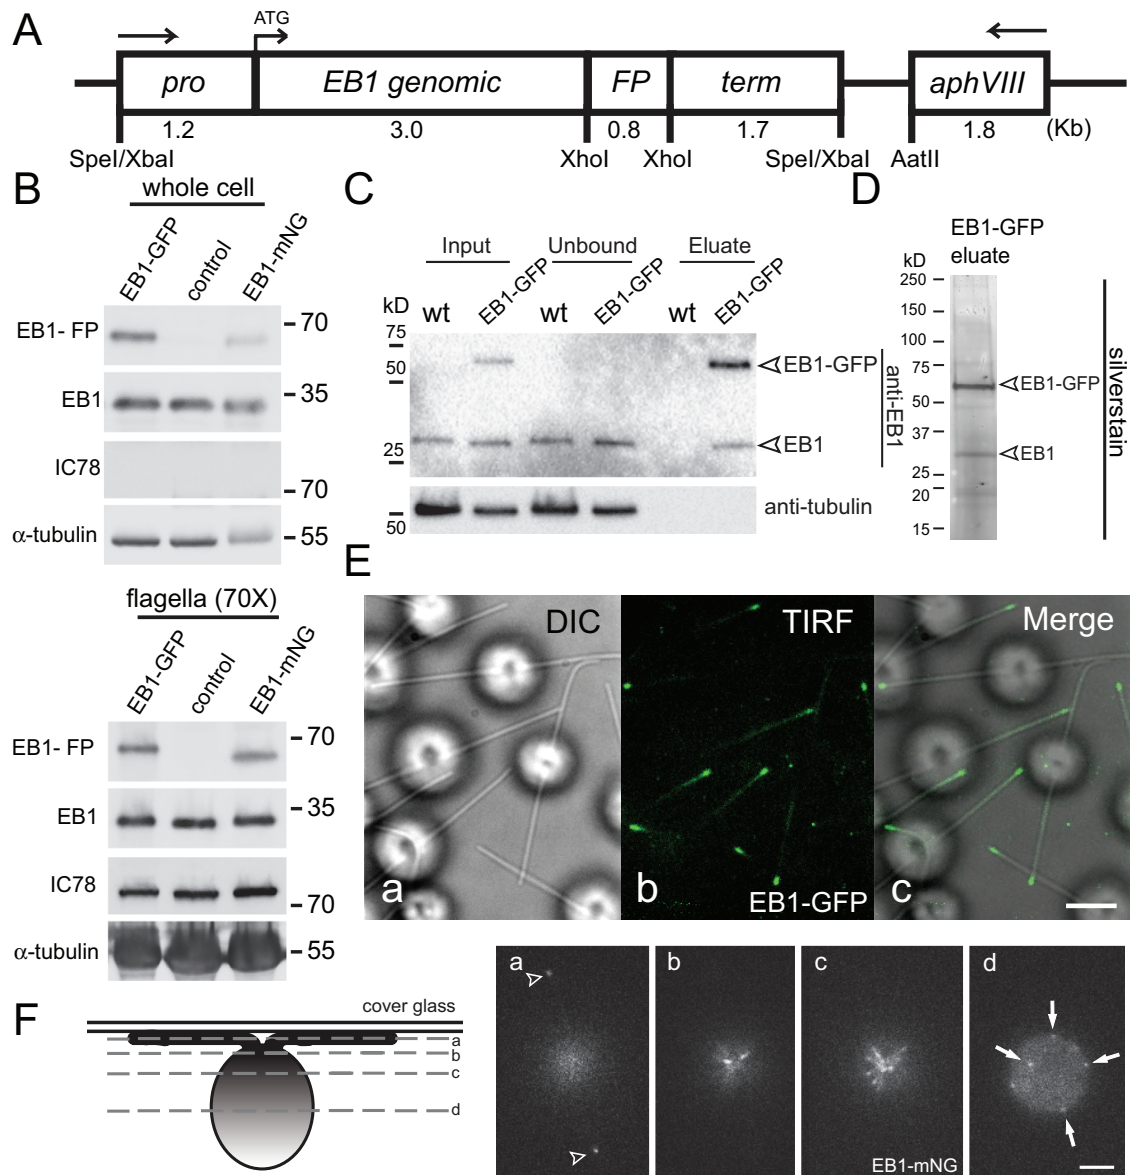 A
ATG
pro
EB1 genomic
FP
term
aphVIII
1.2
3.0
0.8
1.7
1.8
(Kb)
SpeI/XbaI
XhoI
XhoI
SpeI/XbaI
AatII
B
whole cell
EB1-GFP
control
EB1-mNG
EB1- FP
70
EB1
35
IC78
70
α-tubulin
55
flagella (70X)
EB1-GFP
control
EB1-mNG
EB1- FP
70
EB1
35
IC78
70
α-tubulin
55
C
Input
Unbound
Eluate
kD
wt
EB1-GFP
wt
EB1-GFP
wt
EB1-GFP
75
50
25
EB1-GFP
EB1
anti-EB1
50
anti-tubulin
D
EB1-GFP
eluate
kD
250
150
100
75
50
37
25
20
15
EB1-GFP
EB1
silverstain
E
DIC
TIRF
Merge
a
b
c
EB1-GFP
F
cover glass
a
b
c
d
a
b
c
d
EB1-mNG